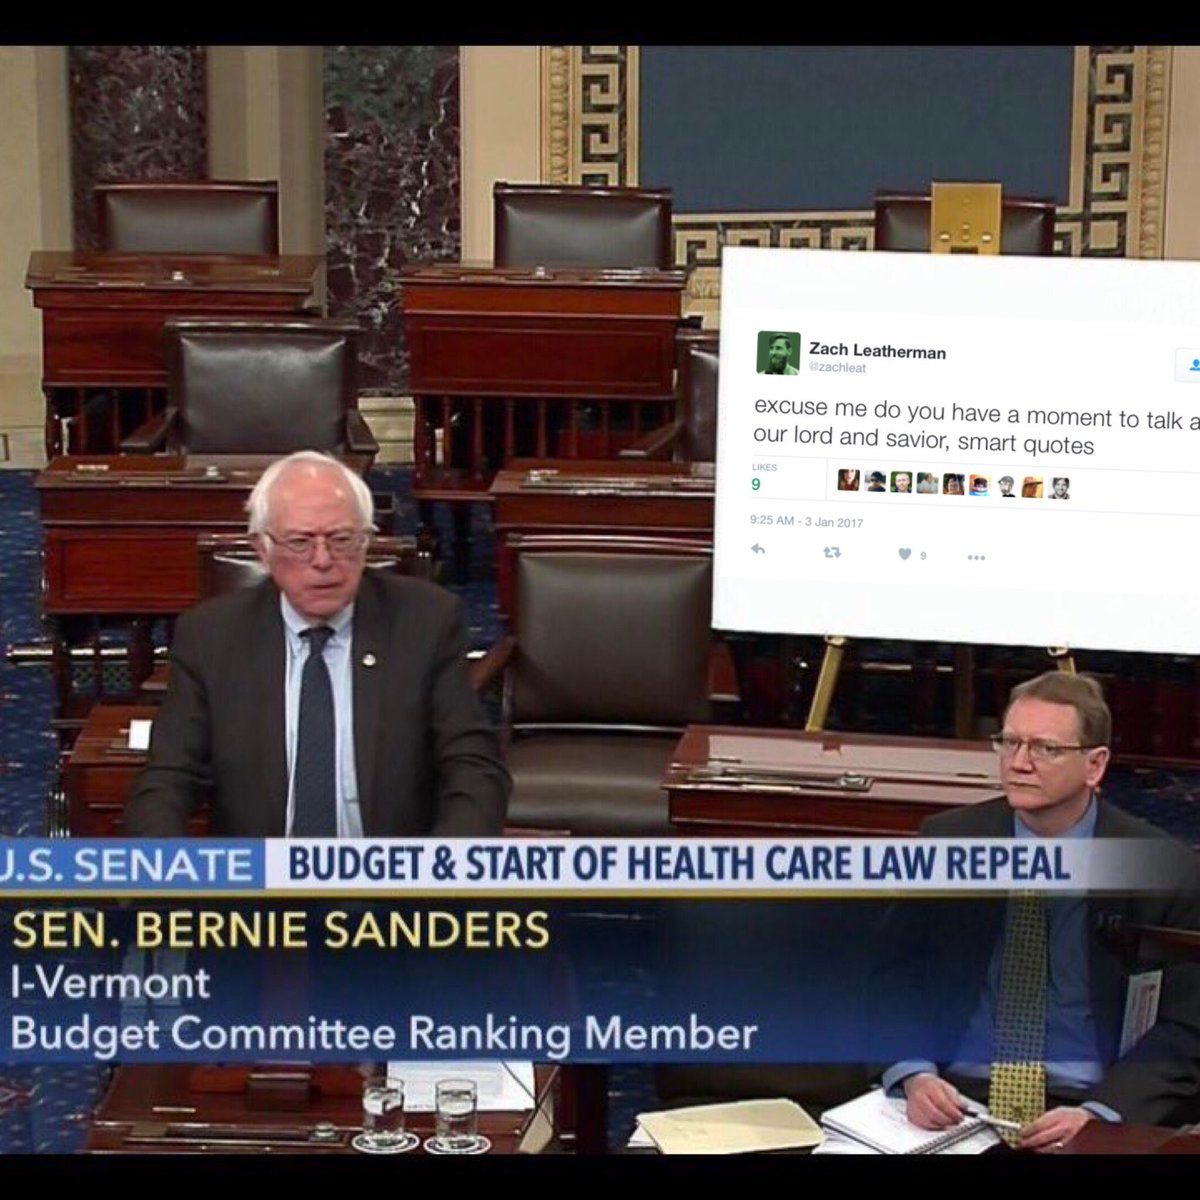 Zach Leatherman
@zachleat
excuse me do you have a moment to talk a
our lord and savior, smart quotes
LIKES
9
9:25 AM - 3 Jan 2017
9
U.S. SENATE
BUDGET & START OF HEALTH CARE LAW REPEAL
SEN. BERNIE SANDERS
I-Vermont
Budget Committee Ranking Member